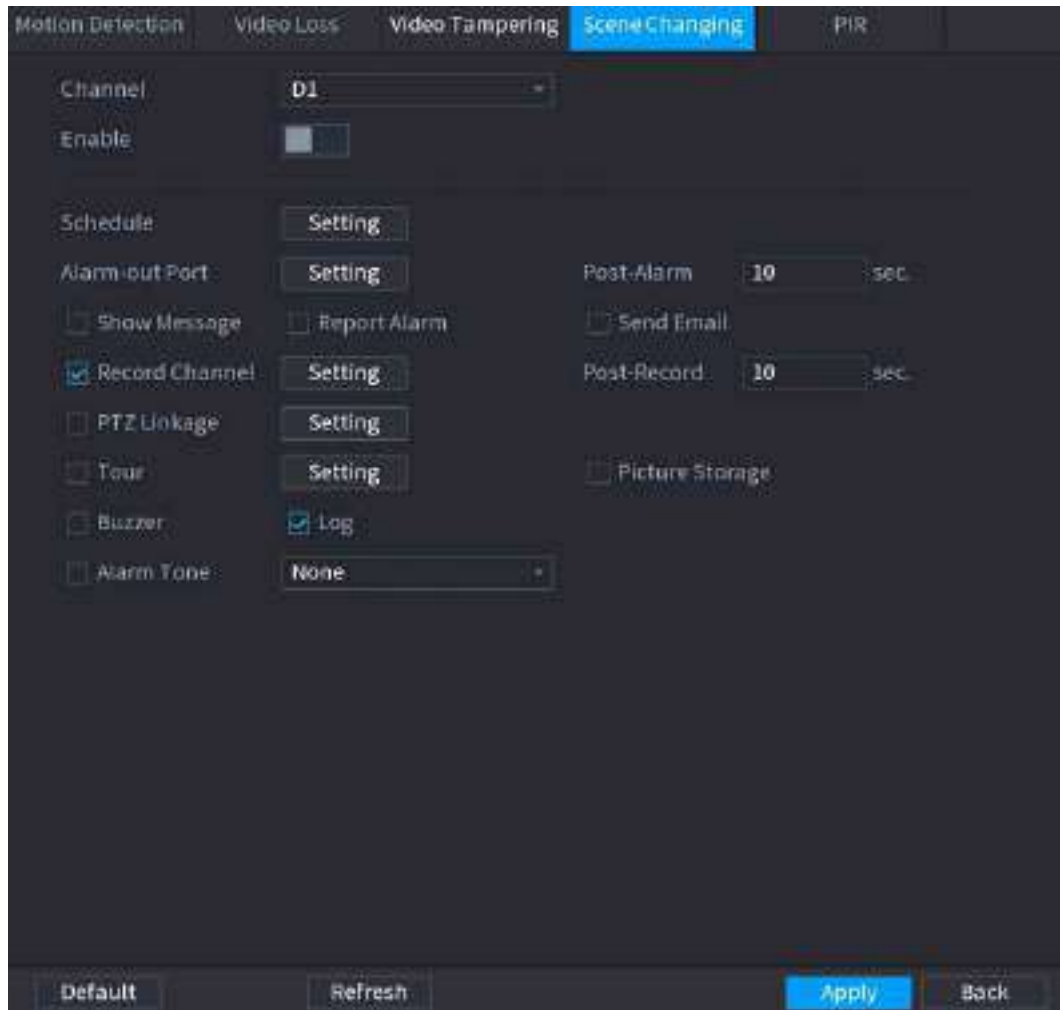 Motion Detection Video Loss Video Tampering Scene Changing PIR
Channel D1
Enable
Schedule Setting
Alarm-out Port Setting Post-Alarm 10 sec.
Show Message Report Alarm Send Email
Record Channel Setting Post-Record 10 sec.
PTZ Linkage Setting
Tour Setting Picture Storage
Buzzer Log
Alarm Tone None
Default Refresh Apply Back